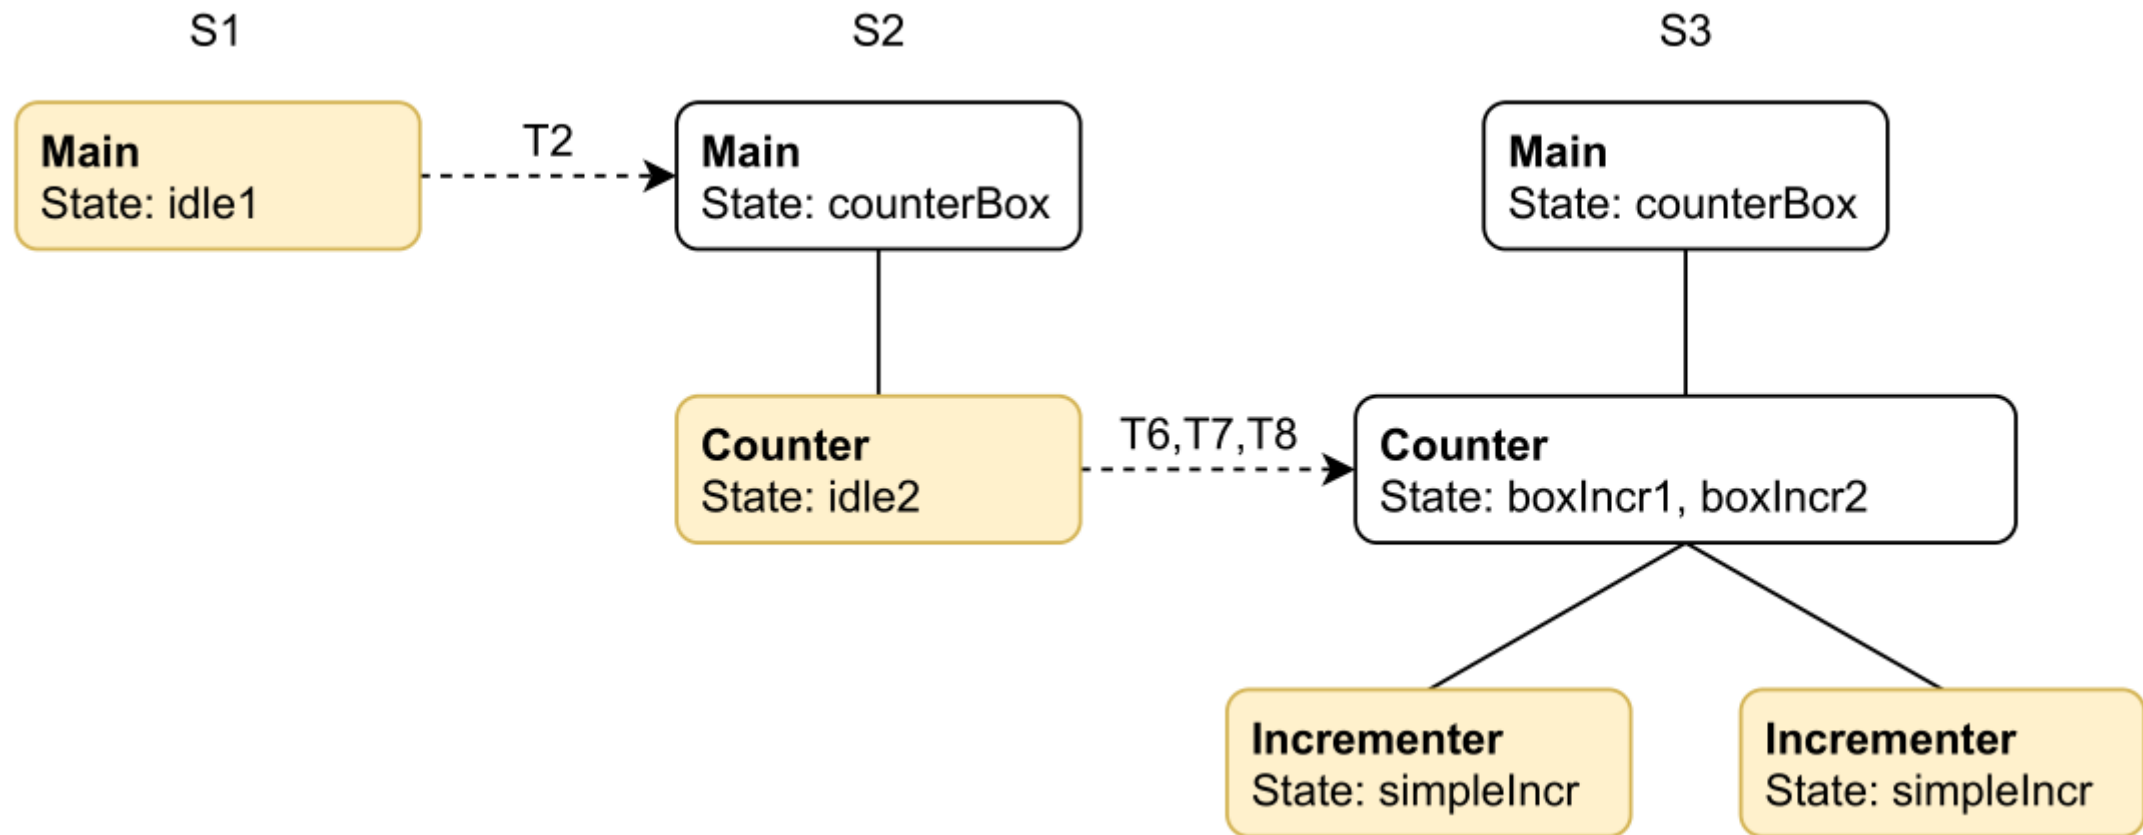 S1
S2
S3
Main
State: idle1
T2
Main
State: counterBox
Main
State: counterBox
Counter
State: idle2
T6,T7,T8
Counter
State: boxIncr1, boxIncr2
Incrementer
State: simpleIncr
Incrementer
State: simpleIncr